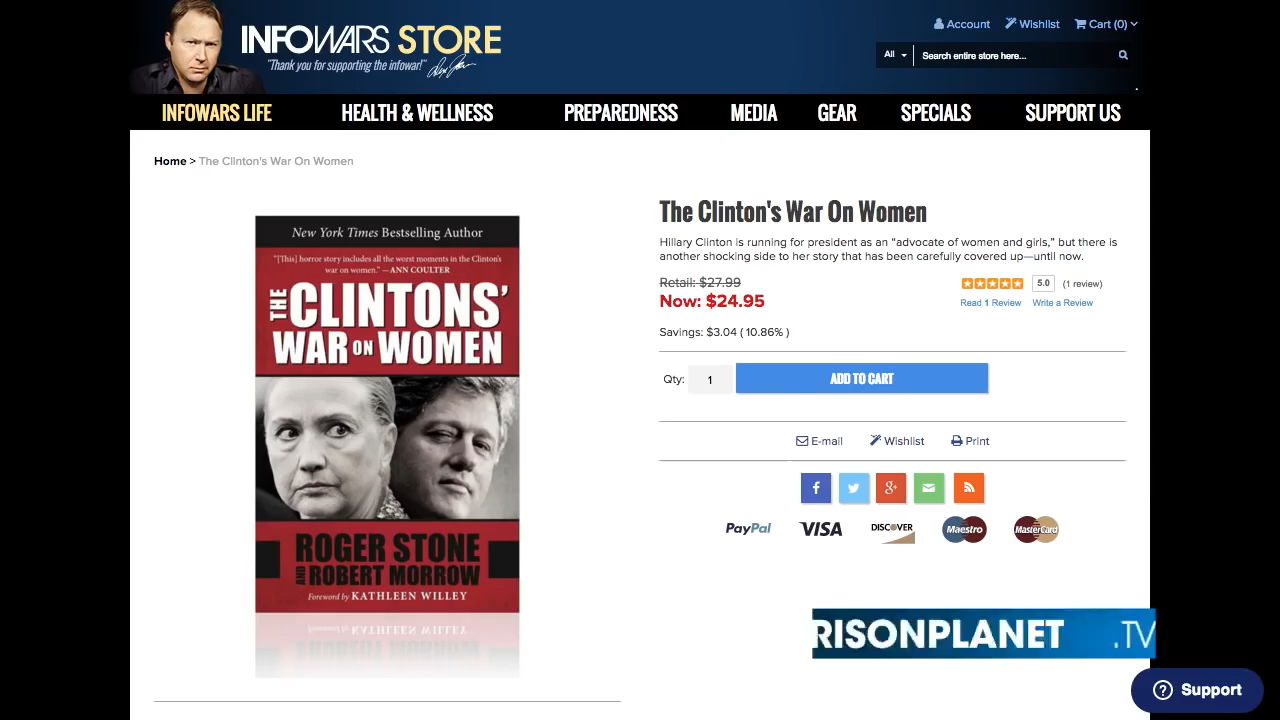 INFOWARS STORE
"Thank you for supporting the infowar!"
Account
Wishlist
Cart (0)
All
Search entire store here...
INFOWARS LIFE
HEALTH & WELLNESS
PREPAREDNESS
MEDIA
GEAR
SPECIALS
SUPPORT US
Home > The Clinton's War On Women
New York Times Bestselling Author
"[This] horror story includes all the worst moments in the Clinton's
war on women." —ANN COULTER
THE CLINTONS'
WAR ON WOMEN
ROGER STONE
AND ROBERT MORROW
Foreword by KATHLEEN WILLEY
The Clinton's War On Women
Hillary Clinton is running for president as an "advocate of women and girls," but there is
another shocking side to her story that has been carefully covered up—until now.
Retail: $27.99
Now: $24.95
5.0
(1 review)
Read 1 Review
Write a Review
Savings: $3.04 ( 10.86% )
Qty:
1
ADD TO CART
E-mail
Wishlist
Print
PayPal
VISA
DISCOVER
Maestro
MasterCard
RISONPLANET
.TV
Support